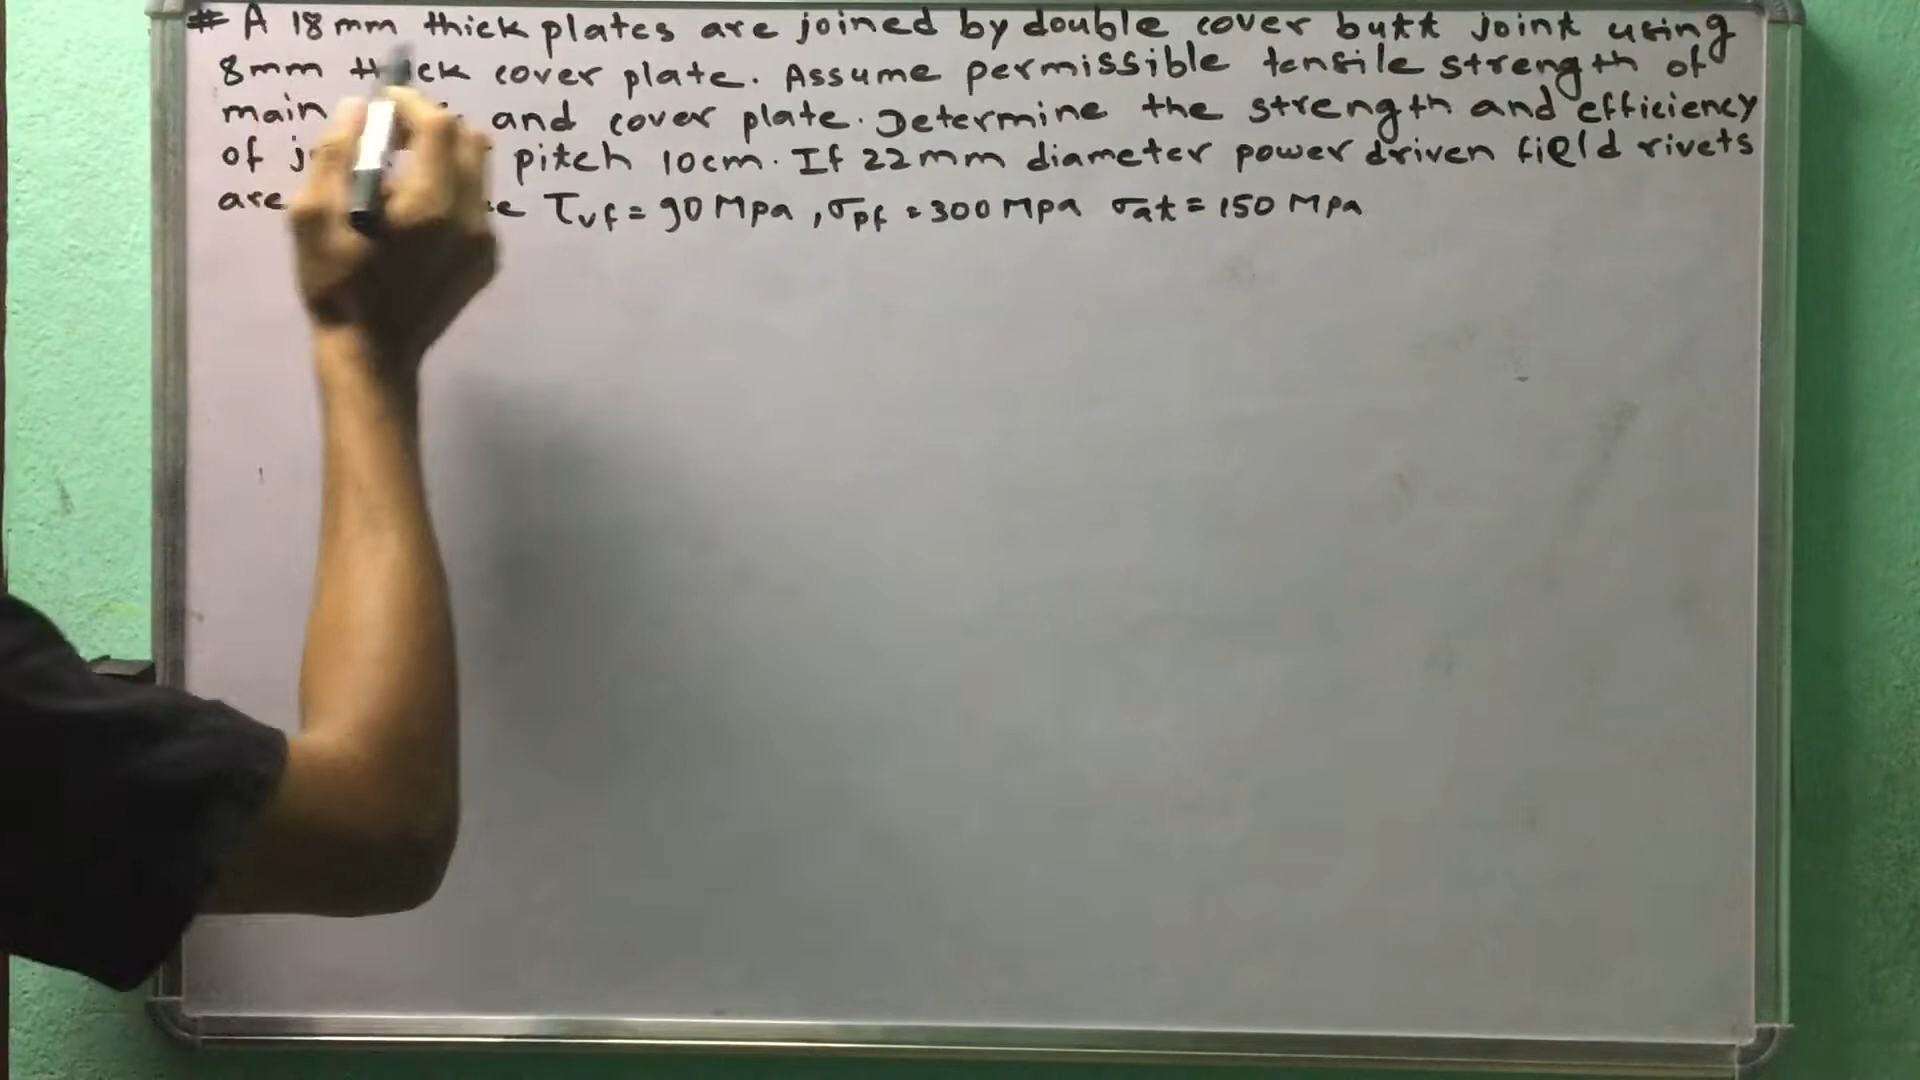 # A 18mm thick plates are joined by double cover butt joint using
8mm thick cover plate. Assume permissible tensile strength of
main and cover plate. Determine the strength and efficiency
of pitch 10cm. If 22mm diameter power driven field rivets
are τvf = 90 Mpa, σpf = 300 Mpa σat = 150 Mpa